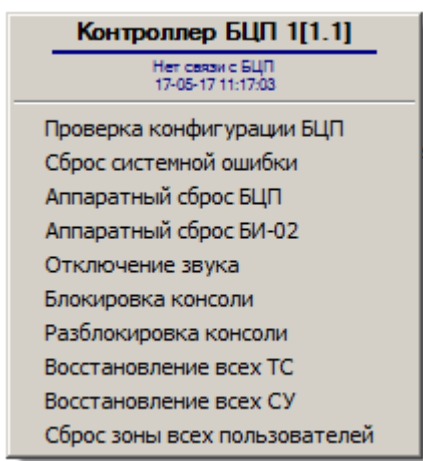 Контроллер БЦП 1[1.1]
Нет связи с БЦП
17-05-17 11:17:03
Проверка конфигурации БЦП
Сброс системной ошибки
Аппаратный сброс БЦП
Аппаратный сброс БИ-02
Отключение звука
Блокировка консоли
Разблокировка консоли
Восстановление всех ТС
Восстановление всех СУ
Сброс зоны всех пользователей